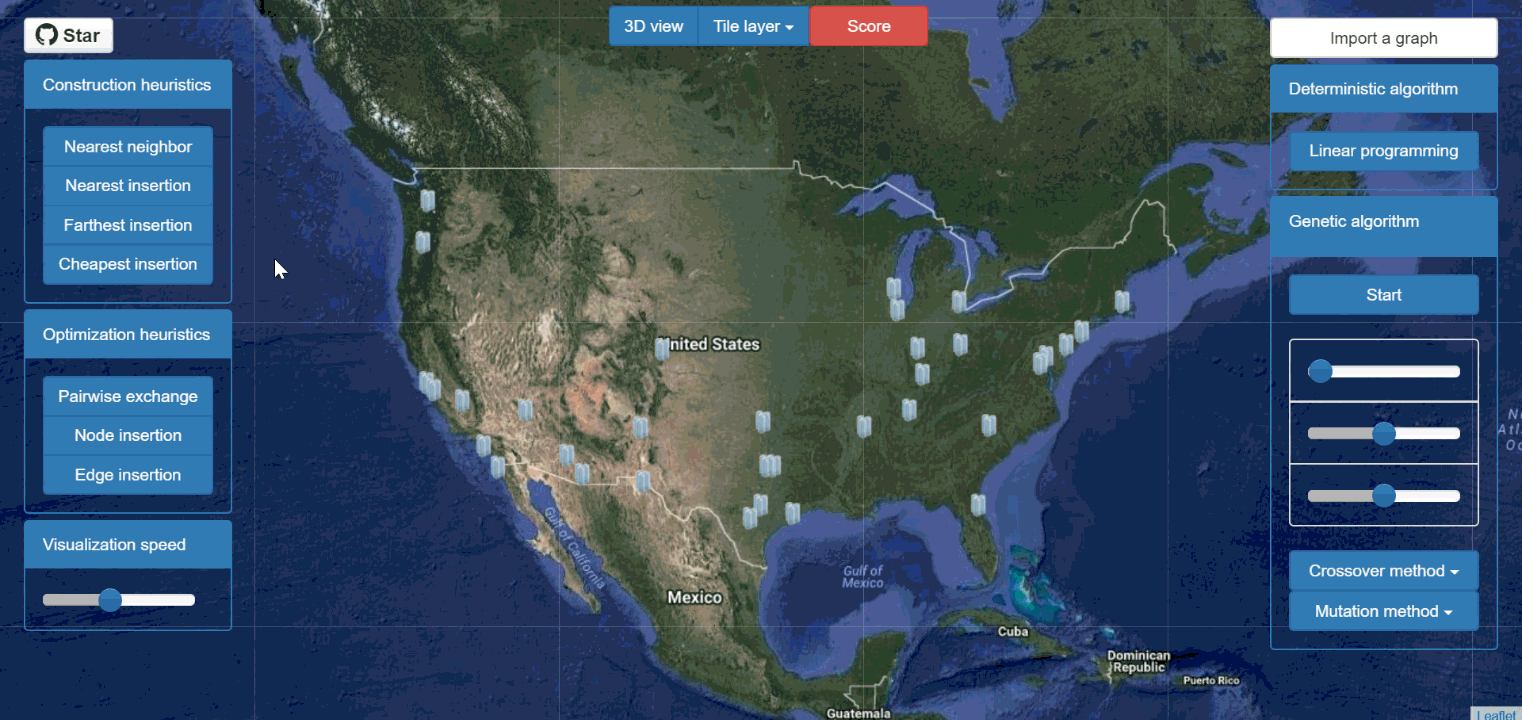 Star
3D view
Tile layer
Score
Import a graph
Construction heuristics
Nearest neighbor
Nearest insertion
Farthest insertion
Cheapest insertion
Optimization heuristics
Pairwise exchange
Node insertion
Edge insertion
Visualization speed
Deterministic algorithm
Linear programming
Genetic algorithm
Start
Crossover method
Mutation method
United States
Gulf of California
Gulf of
Mexico
Mexico
Cuba
Dominican
Republic
Puerto Rico
Guatemala
Leaflet